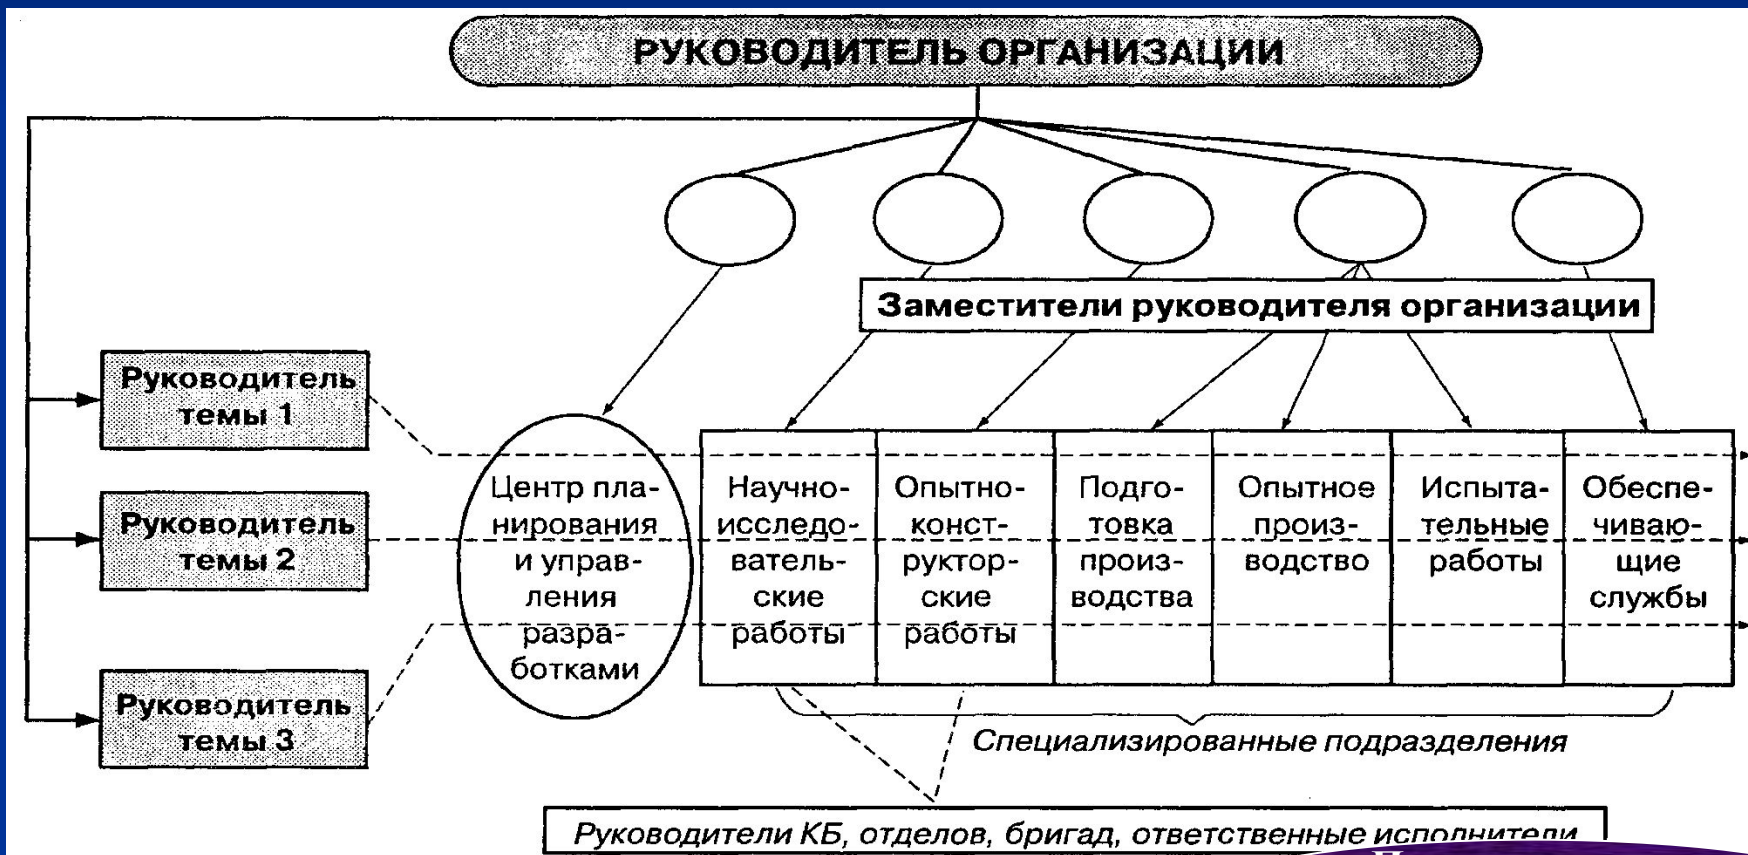 РУКОВОДИТЕЛЬ ОРГАНИЗАЦИИ
Заместители руководителя организации
Руководитель
темы 1
Руководитель
темы 2
Руководитель
темы 3
Центр пла-
нирования
и управ-
ления
разра-
ботками
Научно-
исследо-
ватель-
ские
работы
Опытно-
конст-
руктор-
ские
работы
Подго-
товка
произ-
водства
Опытное
произ-
водство
Испыта-
тельные
работы
Обеспе-
чиваю-
щие
службы
Специализированные подразделения
Руководители КБ, отделов, бригад, ответственные исполнители